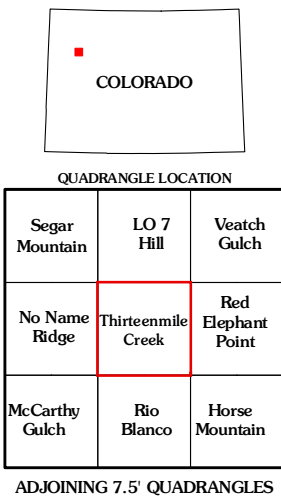 COLORADO
QUADRANGLE LOCATION
Segar
Mountain
LO 7
Hill
Veatch
Gulch
No Name
Ridge
Thirteenmile
Creek
Red
Elephant
Point
McCarthy
Gulch
Rio
Blanco
Horse
Mountain
ADJOINING 7.5' QUADRANGLES